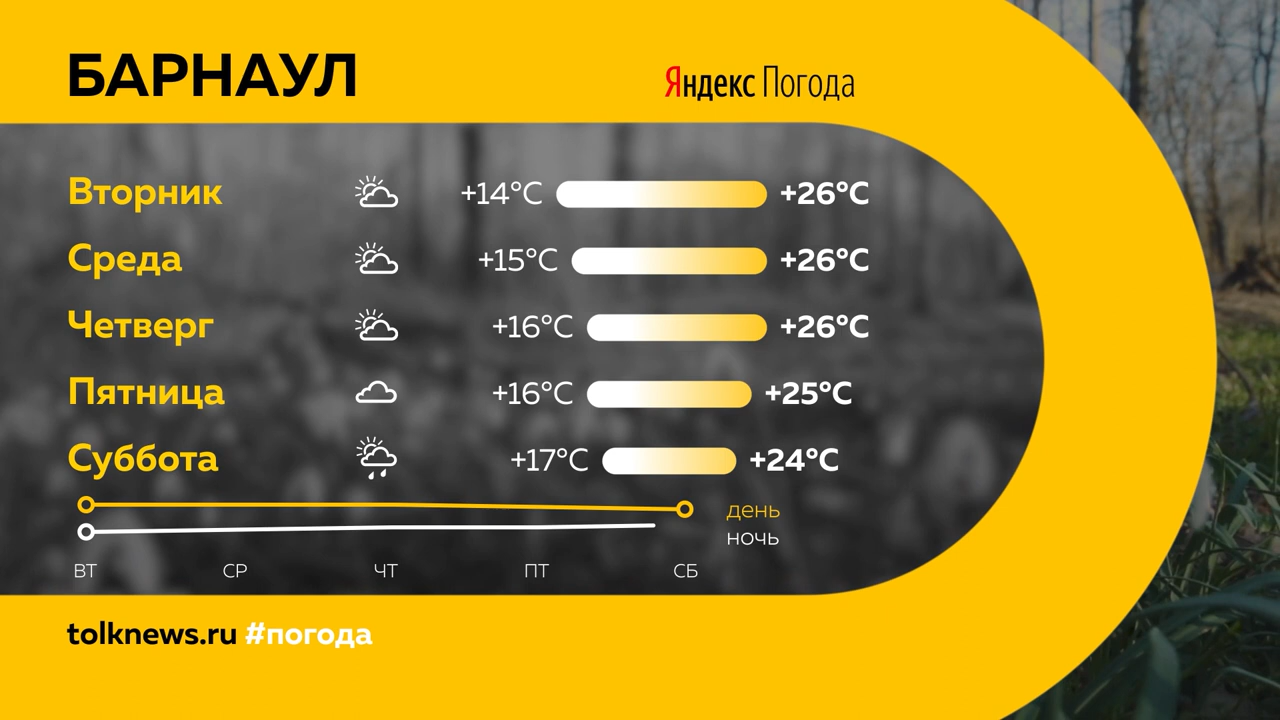 БАРНАУЛ
Яндекс Погода
Вторник +14°C +26°C
Среда +15°C +26°C
Четверг +16°C +26°C
Пятница +16°C +25°C
Суббота +17°C +24°C
день
ночь
ВТ СР ЧТ ПТ СБ
tolknews.ru #погода